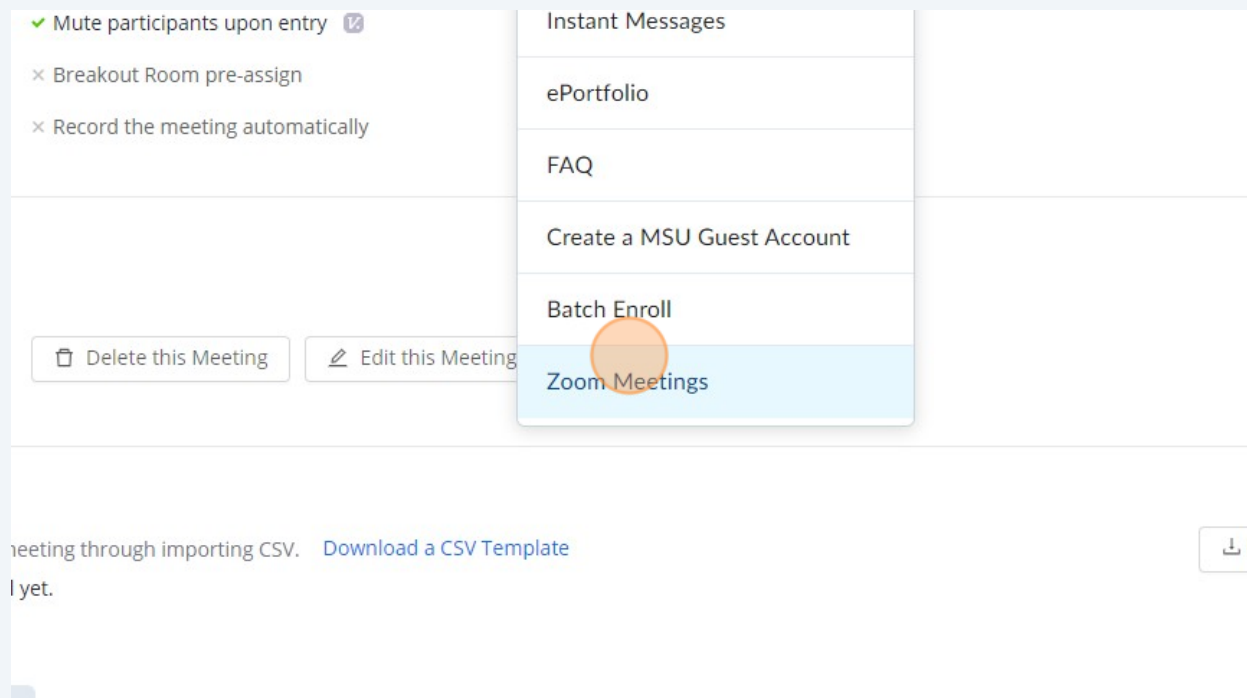 Mute participants upon entry
Breakout Room pre-assign
Record the meeting automatically
Instant Messages
ePortfolio
FAQ
Create a MSU Guest Account
Batch Enroll
Zoom Meetings
Delete this Meeting
Edit this Meeting
through importing CSV. Download a CSV Template
yet.